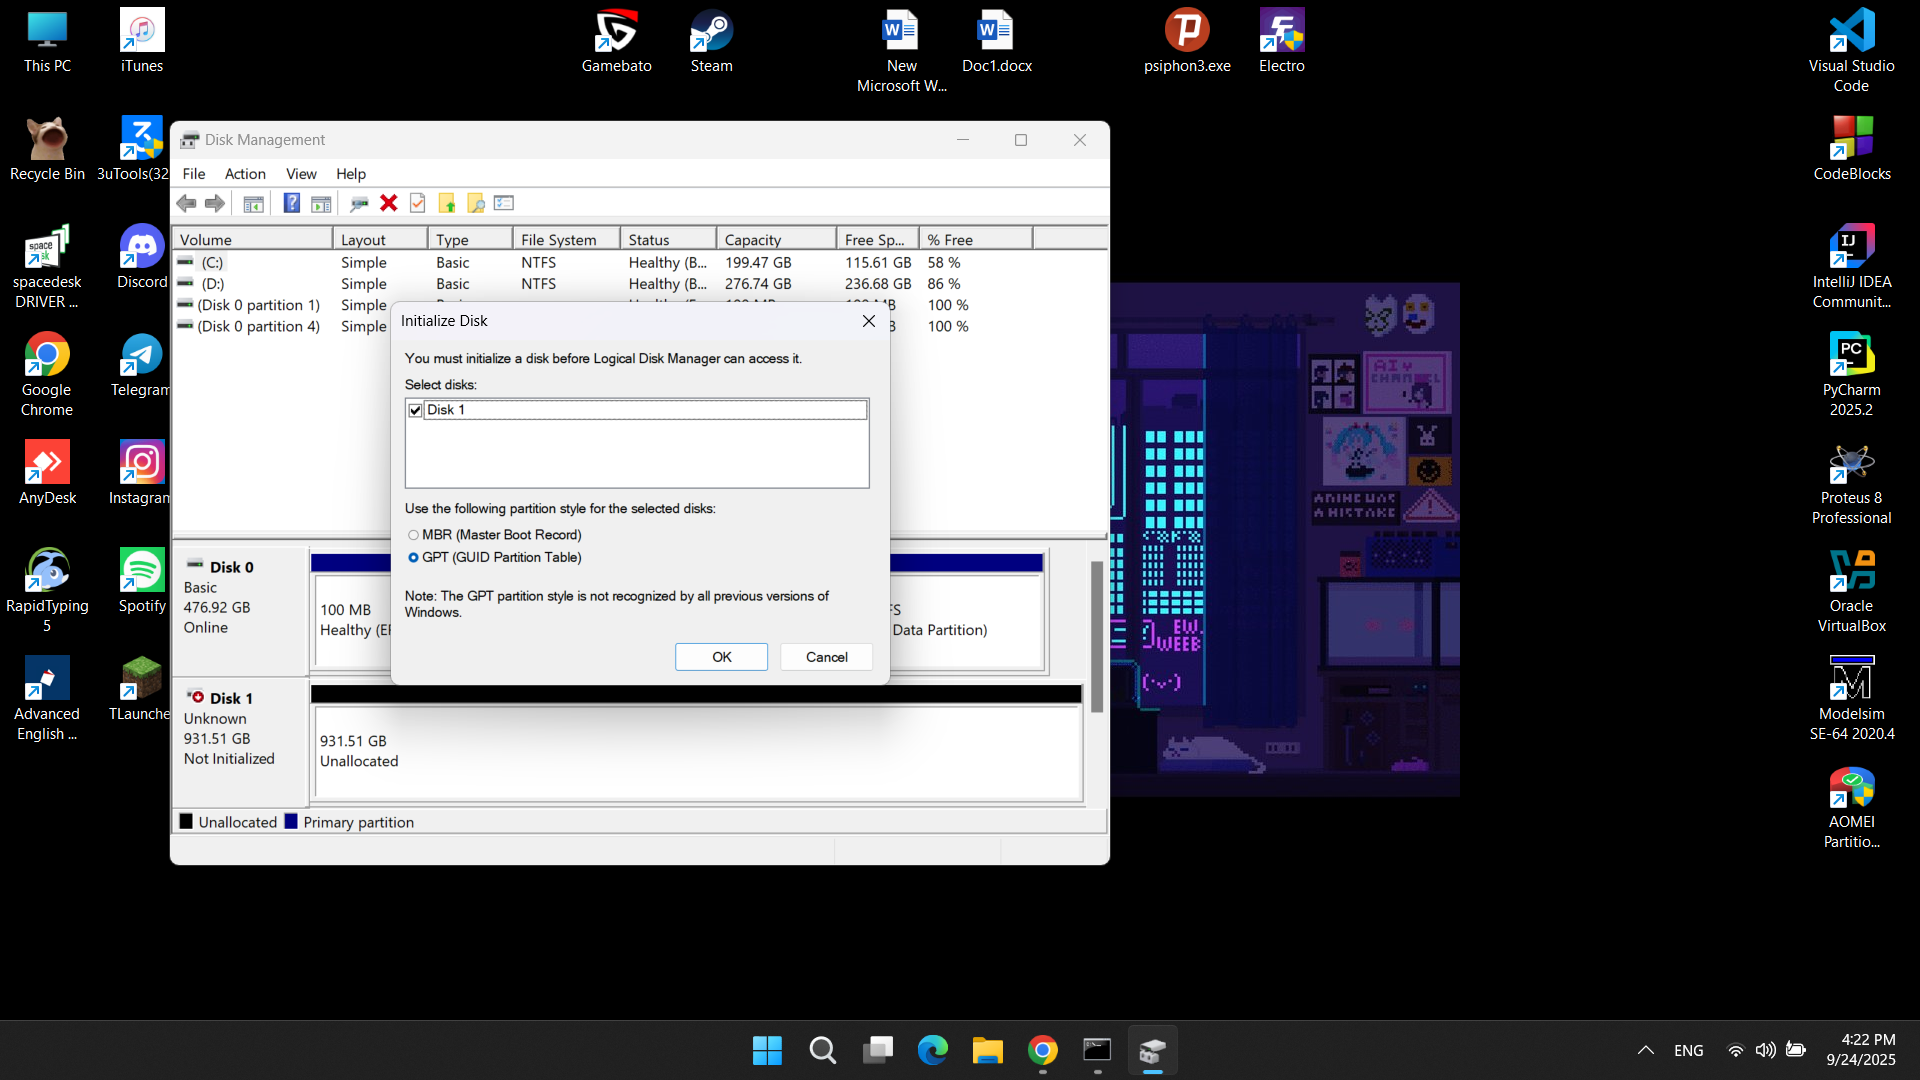 This PC
iTunes
Gamebato
Steam
New
Microsoft W...
Doc1.docx
psiphon3.exe
Electro
Visual Studio
Code
Recycle Bin
3uTools(32
CodeBlocks
spacedesk
DRIVER ...
Discord
IntelliJ IDEA
Communit...
Google
Chrome
Telegram
PyCharm
2025.2
AnyDesk
Instagram
Proteus 8
Professional
RapidTyping
5
Spotify
Oracle
VirtualBox
Advanced
English ...
TLaunche
Modelsim
SE-64 2020.4
AOMEI
Partitio...
Disk Management
File Action View Help
Volume Layout Type File System Status Capacity Free Sp... % Free
(C:) Simple Basic NTFS Healthy (B... 199.47 GB 115.61 GB 58 %
(D:) Simple Basic NTFS Healthy (B... 276.74 GB 236.68 GB 86 %
(Disk 0 partition 1) Simple 100 %
(Disk 0 partition 4) Simple 100 %
Initialize Disk
You must initialize a disk before Logical Disk Manager can access it.
Select disks:
Disk 1
Use the following partition style for the selected disks:
MBR (Master Boot Record)
GPT (GUID Partition Table)
Note: The GPT partition style is not recognized by all previous versions of
Windows.
OK Cancel
Disk 0
Basic
476.92 GB
Online
100 MB
Healthy (EF
FS
Data Partition)
Disk 1
Unknown
931.51 GB
Not Initialized
931.51 GB
Unallocated
Unallocated Primary partition
space
sk
EW,
WEEB
ENG
4:22 PM
9/24/2025